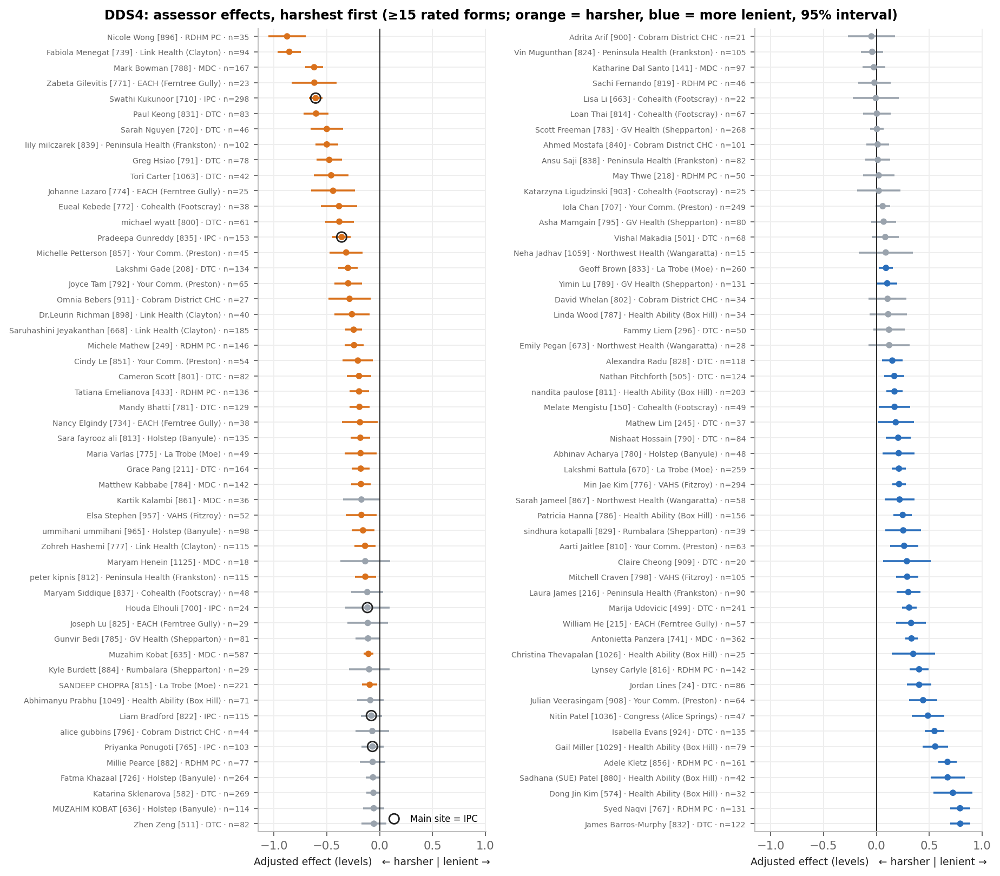 DDS4: assessor effects, harshest first (≥15 rated forms; orange = harsher, blue = more lenient, 95% interval)
Nicole Wong [896] · RDHM PC · n=35
Fabiola Menegat [739] · Link Health (Clayton) · n=94
Mark Bowman [788] · MDC · n=167
Zabeta Gilevitis [771] · EACH (Ferntree Gully) · n=23
Swathi Kukunoor [710] · IPC · n=298
Paul Keong [831] · DTC · n=83
Sarah Nguyen [720] · DTC · n=46
lily milczarek [839] · Peninsula Health (Frankston) · n=102
Greg Hsiao [791] · DTC · n=78
Tori Carter [1063] · DTC · n=42
Johanne Lazaro [774] · EACH (Ferntree Gully) · n=25
Eueal Kebede [772] · Cohealth (Footscray) · n=38
michael wyatt [800] · DTC · n=61
Pradeepa Gunreddy [835] · IPC · n=153
Michelle Petterson [857] · Your Comm. (Preston) · n=45
Lakshmi Gade [208] · DTC · n=134
Joyce Tam [792] · Your Comm. (Preston) · n=65
Omnia Bebers [911] · Cobram District CHC · n=27
Dr.Leurin Richman [898] · Link Health (Clayton) · n=40
Saruhashini Jeyakanthan [668] · Link Health (Clayton) · n=185
Michele Mathew [249] · RDHM PC · n=146
Cindy Le [851] · Your Comm. (Preston) · n=54
Cameron Scott [801] · DTC · n=82
Tatiana Emelianova [433] · RDHM PC · n=136
Mandy Bhatti [781] · DTC · n=129
Nancy Elgindy [734] · EACH (Ferntree Gully) · n=38
Sara fayrooz ali [813] · Holstep (Banyule) · n=135
Maria Varlas [775] · La Trobe (Moe) · n=49
Grace Pang [211] · DTC · n=164
Matthew Kabbabe [784] · MDC · n=142
Kartik Kalambi [861] · MDC · n=36
Elsa Stephen [957] · VAHS (Fitzroy) · n=52
ummihani ummihani [965] · Holstep (Banyule) · n=98
Zohreh Hashemi [777] · Link Health (Clayton) · n=115
Maryam Henein [1125] · MDC · n=18
peter kipnis [812] · Peninsula Health (Frankston) · n=115
Maryam Siddique [837] · Cohealth (Footscray) · n=48
Houda Elhouli [700] · IPC · n=24
Joseph Lu [825] · EACH (Ferntree Gully) · n=29
Gunvir Bedi [785] · GV Health (Shepparton) · n=81
Muzahim Kobat [635] · MDC · n=587
Kyle Burdett [884] · Rumbalara (Shepparton) · n=29
SANDEEP CHOPRA [815] · La Trobe (Moe) · n=221
Abhimanyu Prabhu [1049] · Health Ability (Box Hill) · n=71
Liam Bradford [822] · IPC · n=115
alice gubbins [796] · Cobram District CHC · n=44
Priyanka Ponugoti [765] · IPC · n=103
Millie Pearce [882] · RDHM PC · n=77
Fatma Khazaal [726] · Holstep (Banyule) · n=264
Katarina Sklenarova [582] · DTC · n=269
MUZAHIM KOBAT [636] · Holstep (Banyule) · n=114
Zhen Zeng [511] · DTC · n=82
Main site = IPC
−1.0 −0.5 0.0 0.5 1.0
Adjusted effect (levels) ← harsher | lenient →
Adrita Arif [900] · Cobram District CHC · n=21
Vin Mugunthan [824] · Peninsula Health (Frankston) · n=105
Katharine Dal Santo [141] · MDC · n=97
Sachi Fernando [819] · RDHM PC · n=46
Lisa Li [663] · Cohealth (Footscray) · n=22
Loan Thai [814] · Cohealth (Footscray) · n=67
Scott Freeman [783] · GV Health (Shepparton) · n=268
Ahmed Mostafa [840] · Cobram District CHC · n=101
Ansu Saji [838] · Peninsula Health (Frankston) · n=82
May Thwe [218] · RDHM PC · n=50
Katarzyna Ligudzinski [903] · Cohealth (Footscray) · n=25
Iola Chan [707] · Your Comm. (Preston) · n=249
Asha Mamgain [795] · GV Health (Shepparton) · n=80
Vishal Makadia [501] · DTC · n=68
Neha Jadhav [1059] · Northwest Health (Wangaratta) · n=15
Geoff Brown [833] · La Trobe (Moe) · n=260
Yimin Lu [789] · GV Health (Shepparton) · n=131
David Whelan [802] · Cobram District CHC · n=34
Linda Wood [787] · Health Ability (Box Hill) · n=34
Fammy Liem [296] · DTC · n=50
Emily Pegan [673] · Northwest Health (Wangaratta) · n=28
Alexandra Radu [828] · DTC · n=118
Nathan Pitchforth [505] · DTC · n=124
nandita paulose [811] · Health Ability (Box Hill) · n=203
Melate Mengistu [150] · Cohealth (Footscray) · n=49
Mathew Lim [245] · DTC · n=37
Nishaat Hossain [790] · DTC · n=84
Abhinav Acharya [780] · Holstep (Banyule) · n=48
Lakshmi Battula [670] · La Trobe (Moe) · n=259
Min Jae Kim [776] · VAHS (Fitzroy) · n=294
Sarah Jameel [867] · Northwest Health (Wangaratta) · n=58
Patricia Hanna [786] · Health Ability (Box Hill) · n=156
sindhura kotapalli [829] · Rumbalara (Shepparton) · n=39
Aarti Jaitlee [810] · Your Comm. (Preston) · n=63
Claire Cheong [909] · DTC · n=20
Mitchell Craven [798] · VAHS (Fitzroy) · n=105
Laura James [216] · Peninsula Health (Frankston) · n=90
Marija Udovicic [499] · DTC · n=241
William He [215] · EACH (Ferntree Gully) · n=57
Antonietta Panzera [741] · MDC · n=362
Christina Thevapalan [1026] · Health Ability (Box Hill) · n=25
Lynsey Carlyle [816] · RDHM PC · n=142
Jordan Lines [24] · DTC · n=86
Julian Veerasingam [908] · Your Comm. (Preston) · n=64
Nitin Patel [1036] · Congress (Alice Springs) · n=47
Isabella Evans [924] · DTC · n=135
Gail Miller [1029] · Health Ability (Box Hill) · n=79
Adele Kletz [856] · RDHM PC · n=161
Sadhana (SUE) Patel [880] · Health Ability (Box Hill) · n=42
Dong Jin Kim [574] · Health Ability (Box Hill) · n=32
Syed Naqvi [767] · RDHM PC · n=131
James Barros-Murphy [832] · DTC · n=122
−1.0 −0.5 0.0 0.5 1.0
Adjusted effect (levels) ← harsher | lenient →